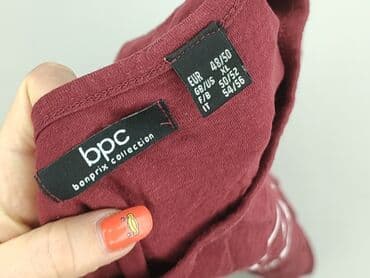 bpc
bonprix collection
EUR 48/50
GB/US XL
F/B 50/52
IT 54/56